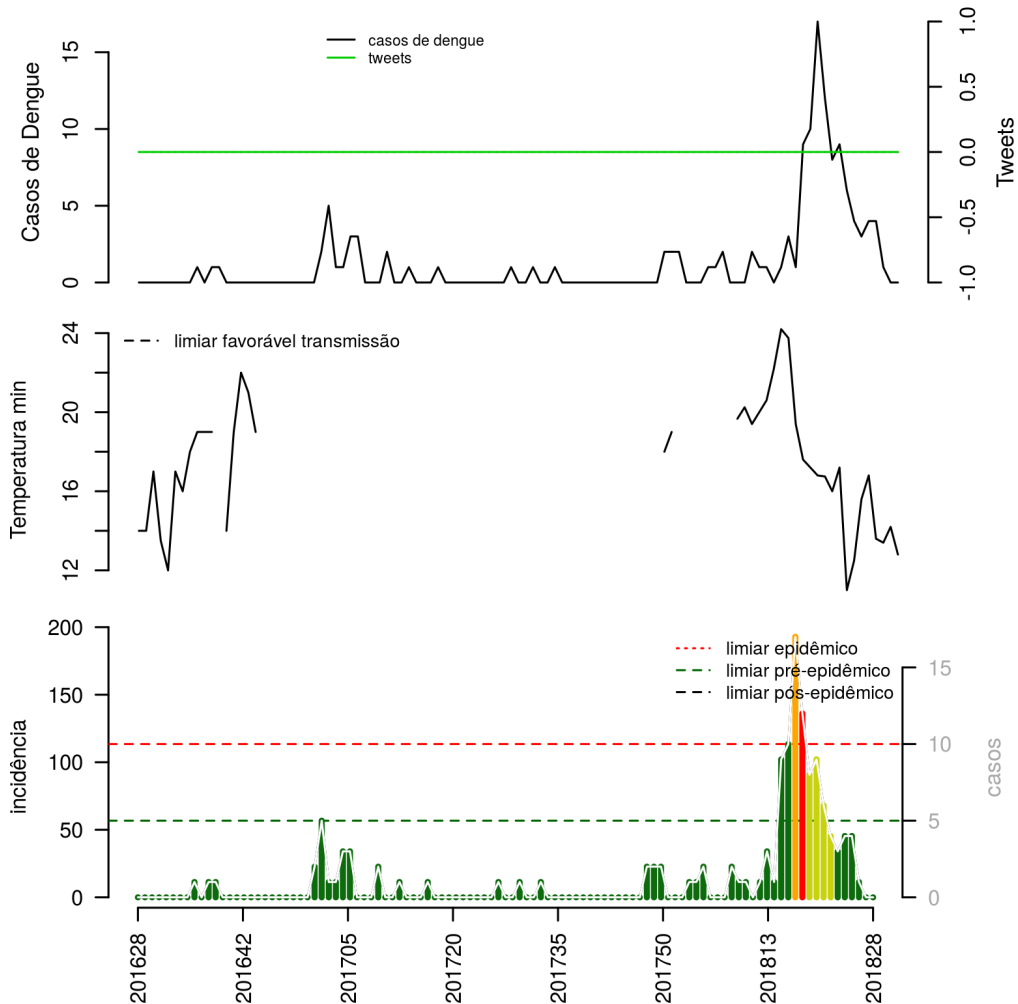 casos de dengue
tweets
Casos de Dengue
0
5
10
15
Tweets
-1.0
-0.5
0.0
0.5
1.0
limiar favorável transmissão
Temperatura min
12
16
20
24
limiar epidêmico
limiar pré-epidêmico
limiar pós-epidêmico
incidência
0
50
100
150
200
casos
0
5
10
15
201628
201642
201705
201720
201735
201750
201813
201828